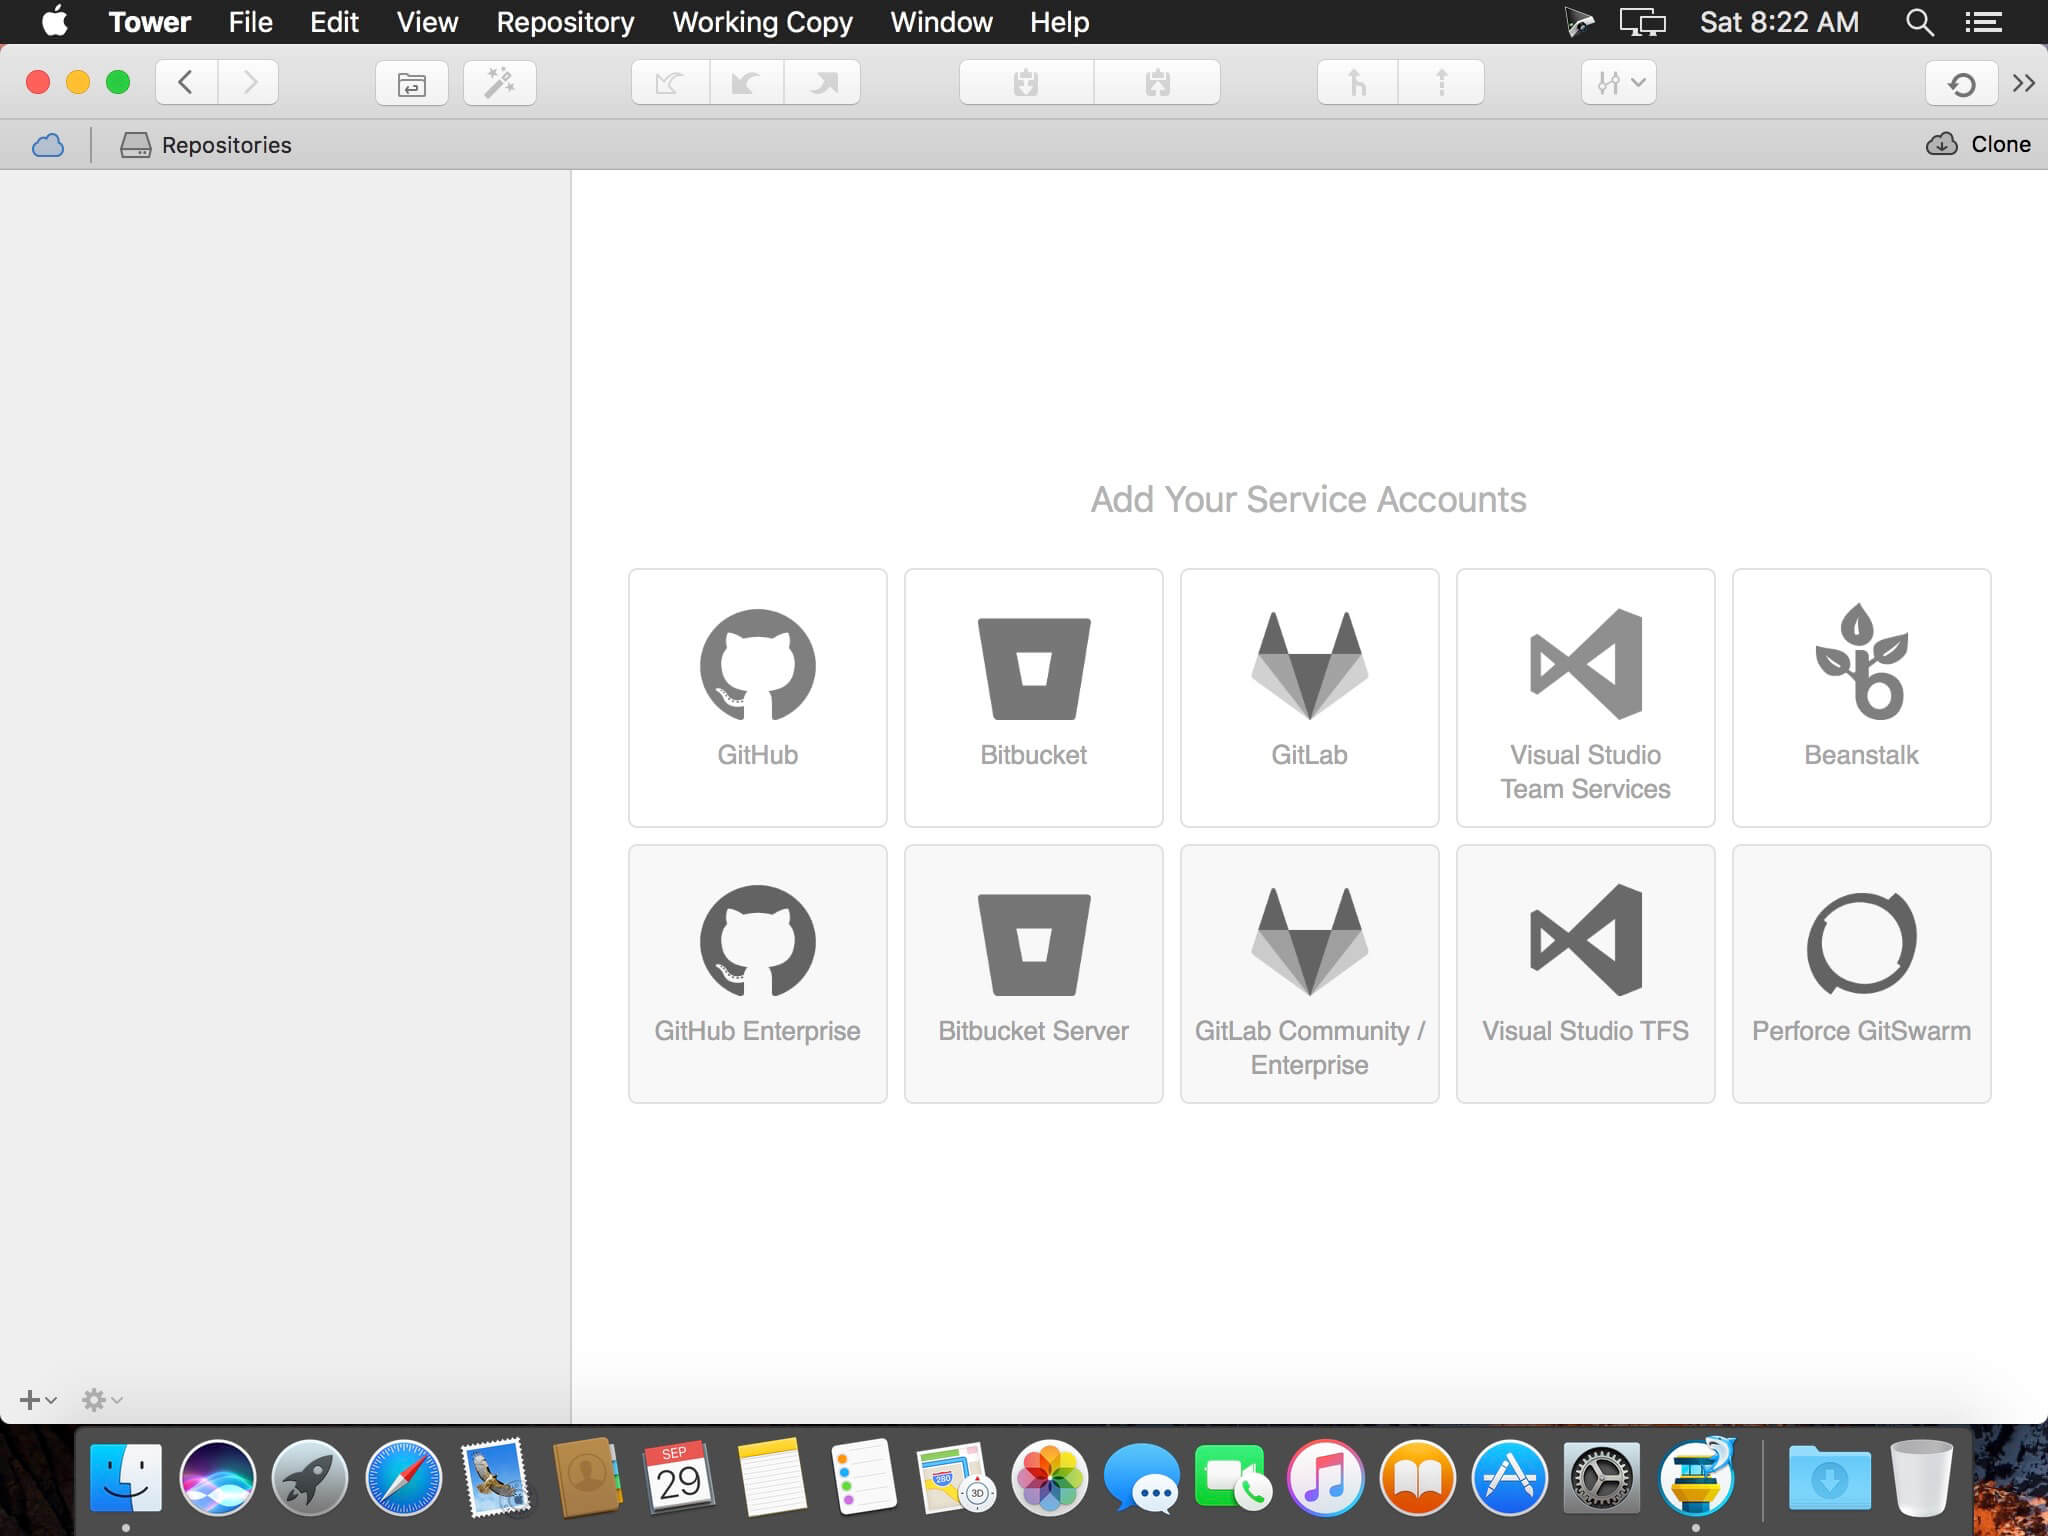 Tower File Edit View Repository Working Copy Window Help Sat 8:22 AM
Repositories
Clone
Add Your Service Accounts
GitHub
Bitbucket
GitLab
Visual Studio
Team Services
Beanstalk
GitHub Enterprise
Bitbucket Server
GitLab Community /
Enterprise
Visual Studio TFS
Perforce GitSwarm
SEP
29
280
3D